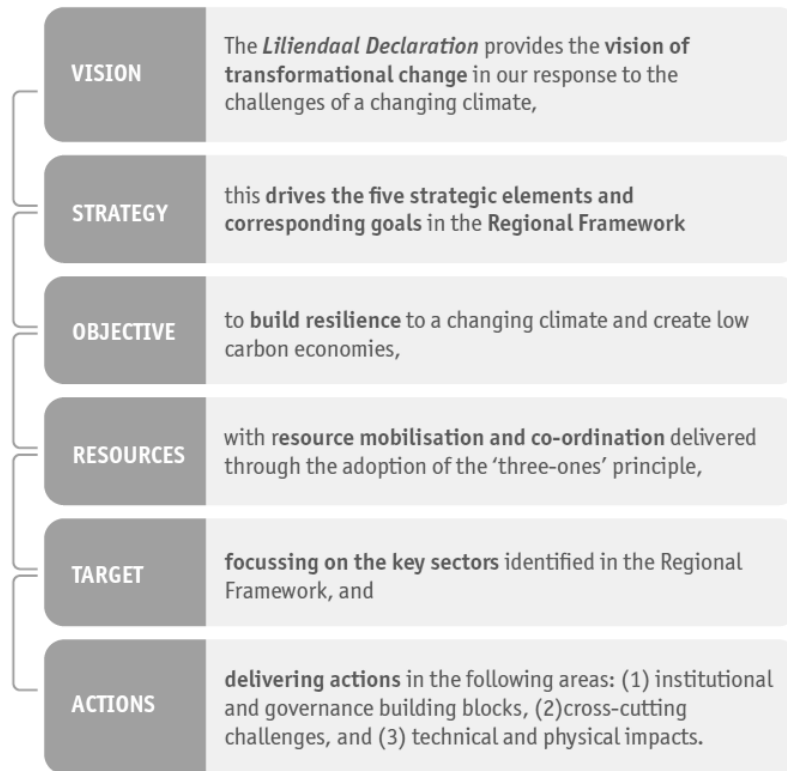 VISION
The Liliendaal Declaration provides the vision of
transformational change in our response to the
challenges of a changing climate,
STRATEGY
this drives the five strategic elements and
corresponding goals in the Regional Framework
OBJECTIVE
to build resilience to a changing climate and create low
carbon economies,
RESOURCES
with resource mobilisation and co-ordination delivered
through the adoption of the ‘three-ones’ principle,
TARGET
focussing on the key sectors identified in the Regional
Framework, and
ACTIONS
delivering actions in the following areas: (1) institutional
and governance building blocks, (2)cross-cutting
challenges, and (3) technical and physical impacts.